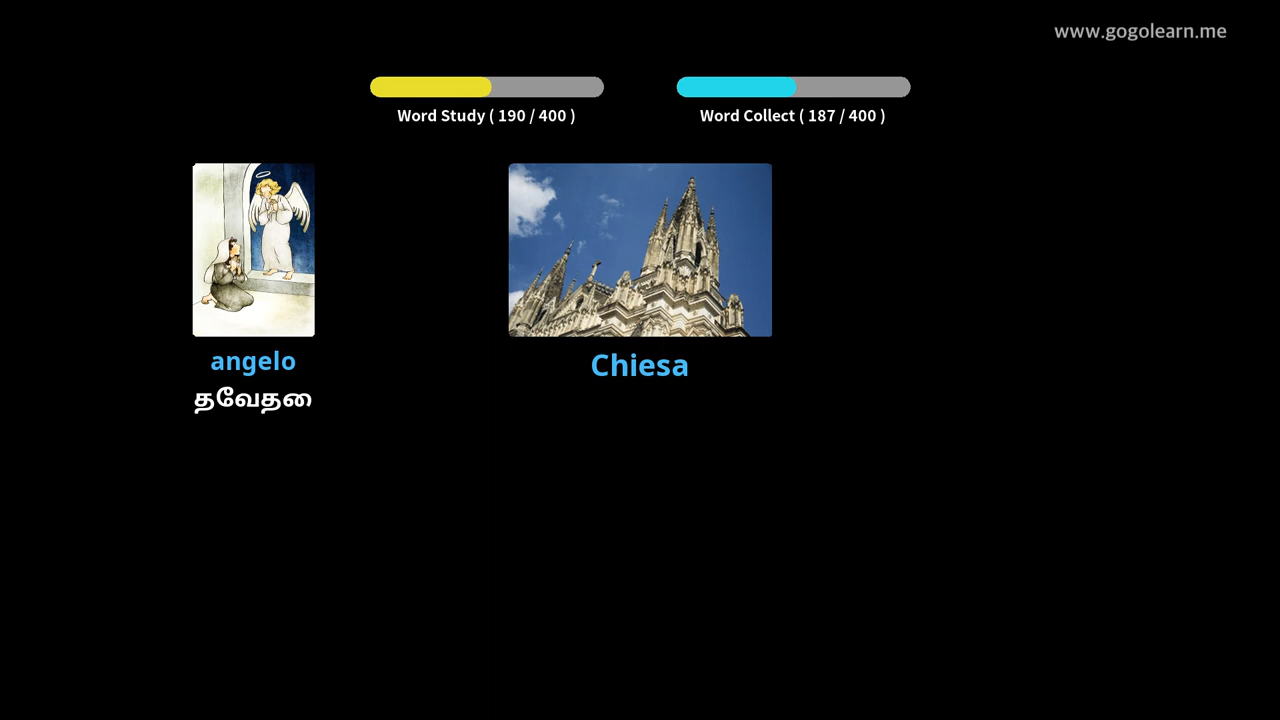 www.gogolearn.me
Word Study ( 190 / 400 )
Word Collect ( 187 / 400 )
angelo
தவேதை
Chiesa